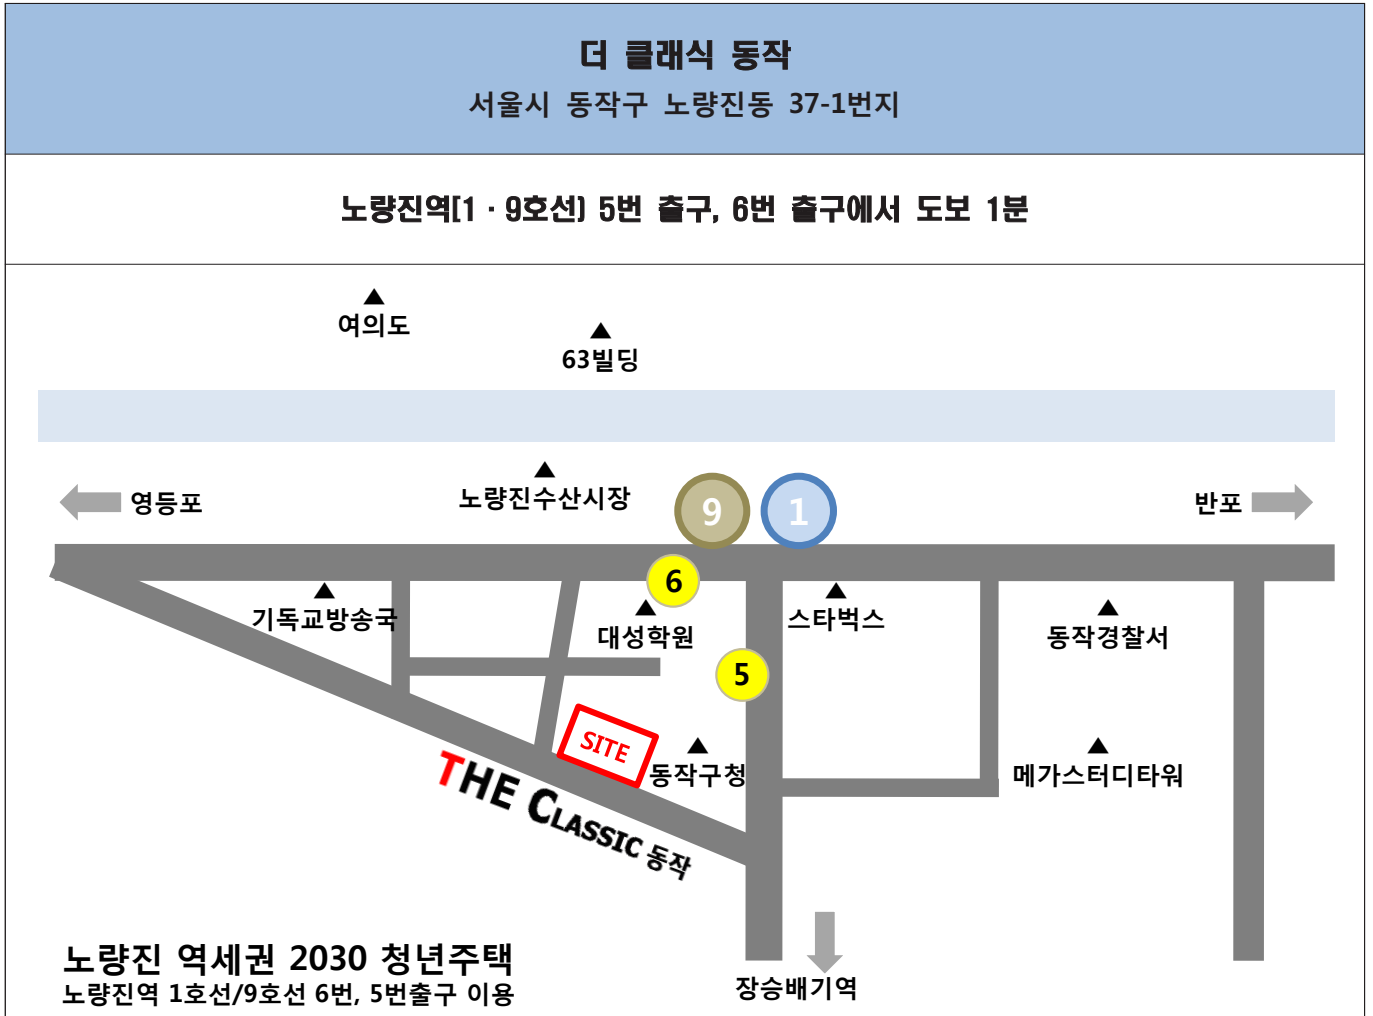 더 클래식 동작
서울시 동작구 노량진동 37-1번지
노량진역[1 · 9호선) 5번 출구, 6번 출구에서 도보 1분
여의도
63빌딩
노량진수산시장
영등포
9
1
반포
6
기독교방송국
대성학원
스타벅스
동작경찰서
5
SITE
동작구청
메가스터디타워
THE CLASSIC 동작
노량진 역세권 2030 청년주택
노량진역 1호선/9호선 6번, 5번출구 이용
장승배기역